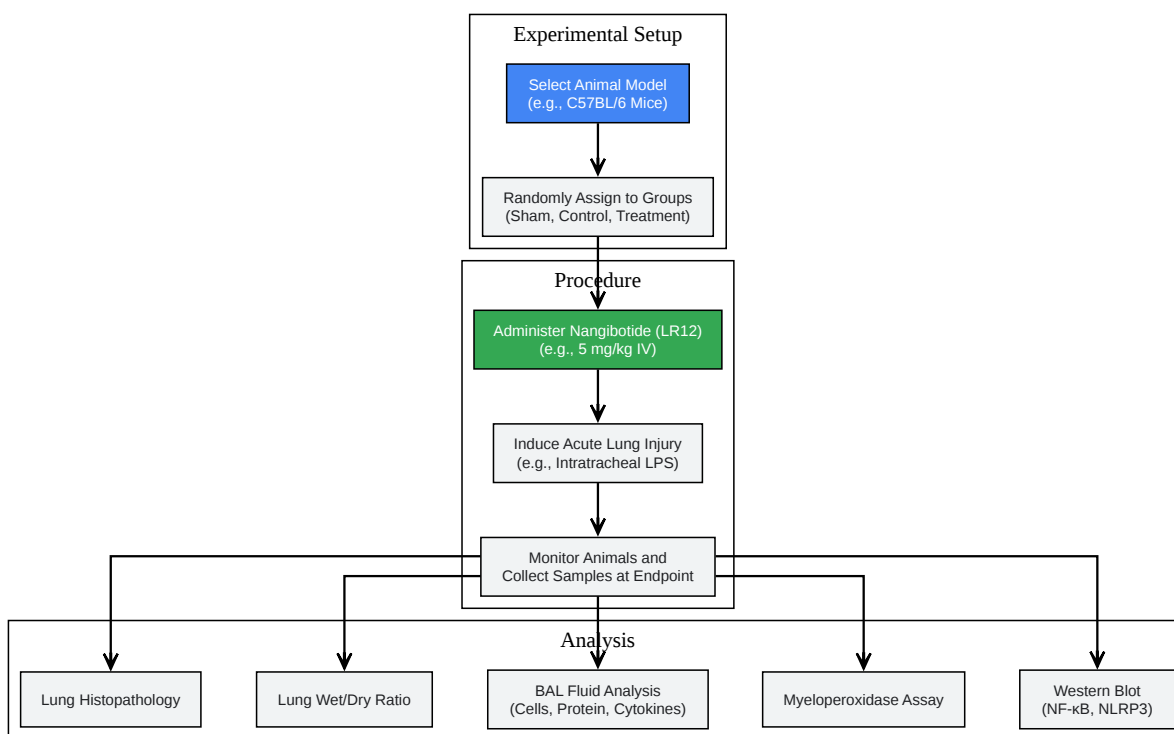 Experimental Setup
Select Animal Model
(e.g., C57BL/6 Mice)
Randomly Assign to Groups
(Sham, Control, Treatment)
Procedure
Administer Nangibotide (LR12)
(e.g., 5 mg/kg IV)
Induce Acute Lung Injury
(e.g., Intratracheal LPS)
Monitor Animals and
Collect Samples at Endpoint
Analysis
Lung Histopathology
Lung Wet/Dry Ratio
BAL Fluid Analysis
(Cells, Protein, Cytokines)
Myeloperoxidase Assay
Western Blot
(NF-κB, NLRP3)